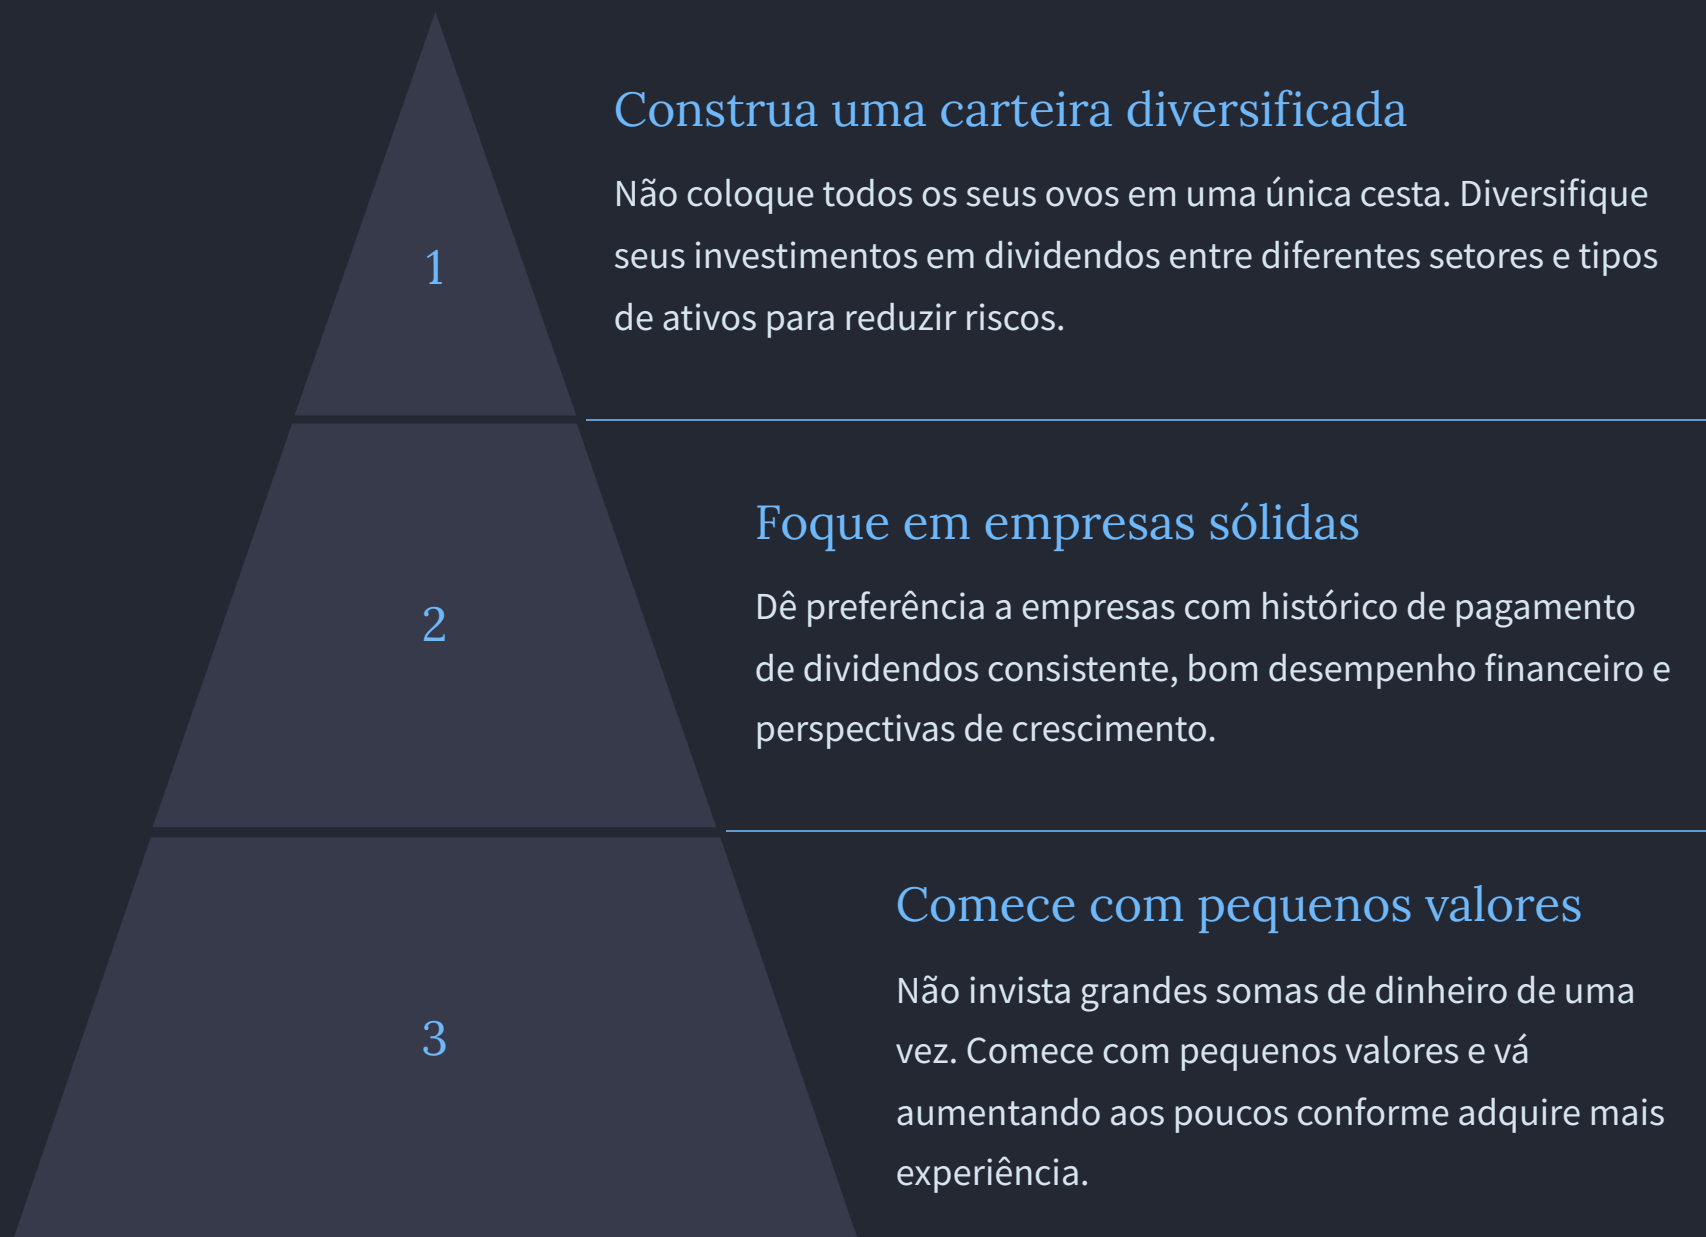 Construa uma carteira diversificada
Não coloque todos os seus ovos em uma única cesta. Diversifique
seus investimentos em dividendos entre diferentes setores e tipos
de ativos para reduzir riscos.
1
Foque em empresas sólidas
Dê preferência a empresas com histórico de pagamento
de dividendos consistente, bom desempenho financeiro e
perspectivas de crescimento.
2
Comece com pequenos valores
Não invista grandes somas de dinheiro de uma
vez. Comece com pequenos valores e vá
aumentando aos poucos conforme adquire mais
experiência.
3